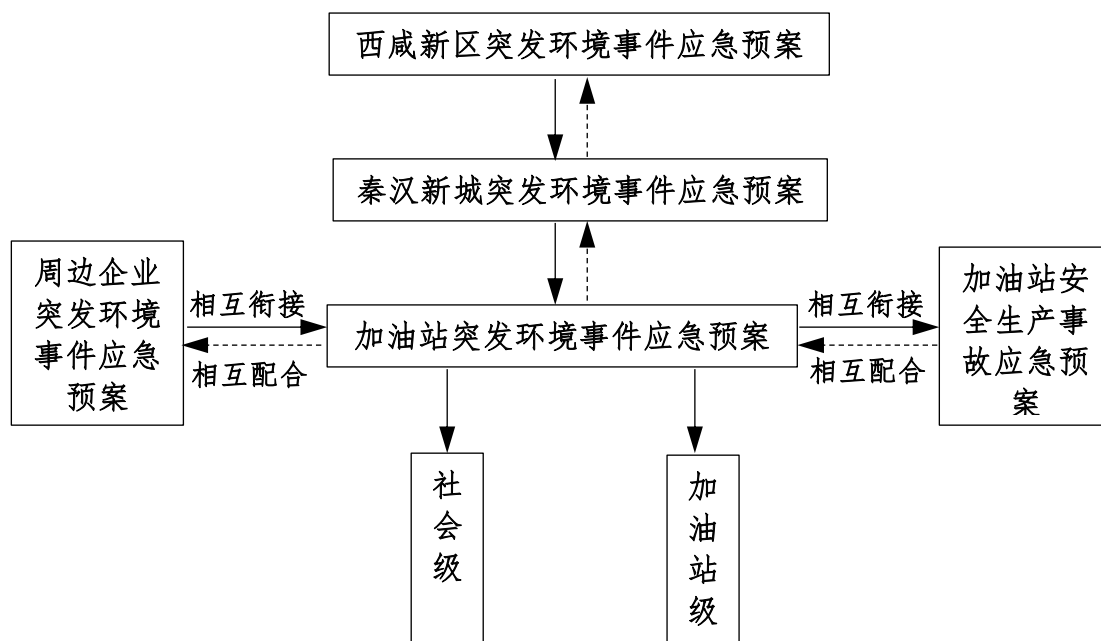 西咸新区突发环境事件应急预案
秦汉新城突发环境事件应急预案
周边企业
突发环境
事件应急
预案
相互衔接
相互配合
加油站突发环境事件应急预案
相互衔接
相互配合
加油站安
全生产事
故应急预
案
社
会
级
加
油
站
级